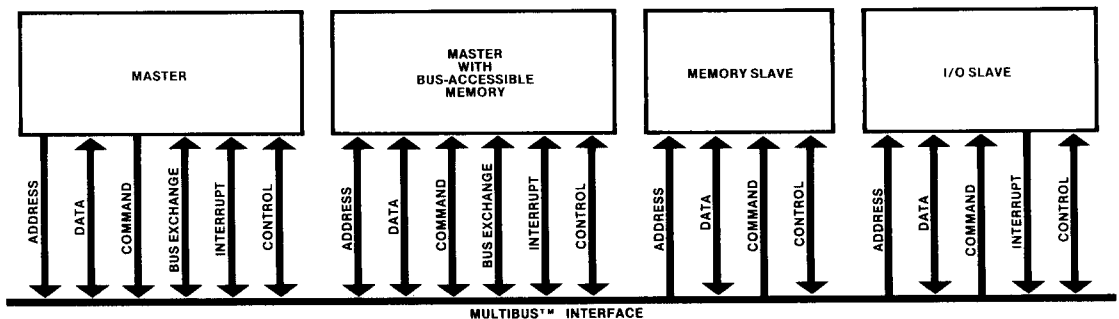 MASTER
MASTER
WITH
BUS-ACCESSIBLE
MEMORY
MEMORY SLAVE
I/O SLAVE
ADDRESS
DATA
COMMAND
BUS EXCHANGE
INTERRUPT
CONTROL
ADDRESS
DATA
COMMAND
BUS EXCHANGE
INTERRUPT
CONTROL
ADDRESS
DATA
COMMAND
CONTROL
ADDRESS
DATA
COMMAND
INTERRUPT
CONTROL
MULTIBUS™ INTERFACE